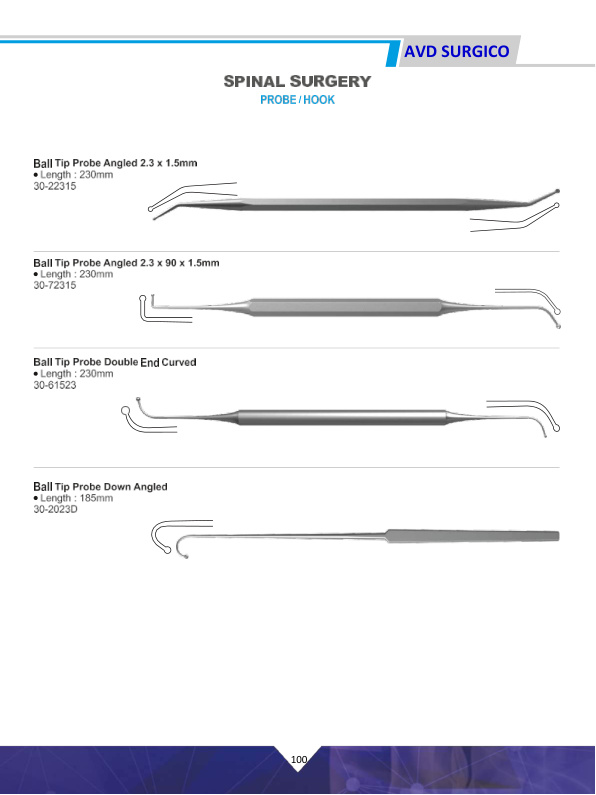 AVD SURGICO
SPINAL SURGERY
PROBE / HOOK
Ball Tip Probe Angled 2.3 x 1.5mm
• Length : 230mm
30-22315
Ball Tip Probe Angled 2.3 x 90 x 1.5mm
• Length : 230mm
30-72315
Ball Tip Probe Double End Curved
• Length : 230mm
30-61523
Ball Tip Probe Down Angled
• Length : 185mm
30-2023D
100